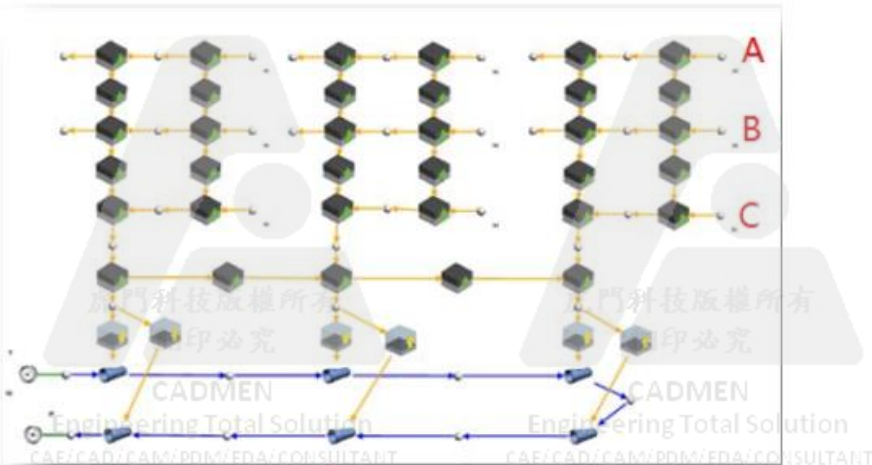 A
B
C
虎門科技版權所有
翻印必究
門科技版權所有
印必究
CADMEN
Engineering Total Solution
CAE/CAD/CAM/PDM/EDA/CONSULTANT
CADMEN
Engineering Total Solution
CAE/CAD/CAM/PDM/EDA/CONSULTANT